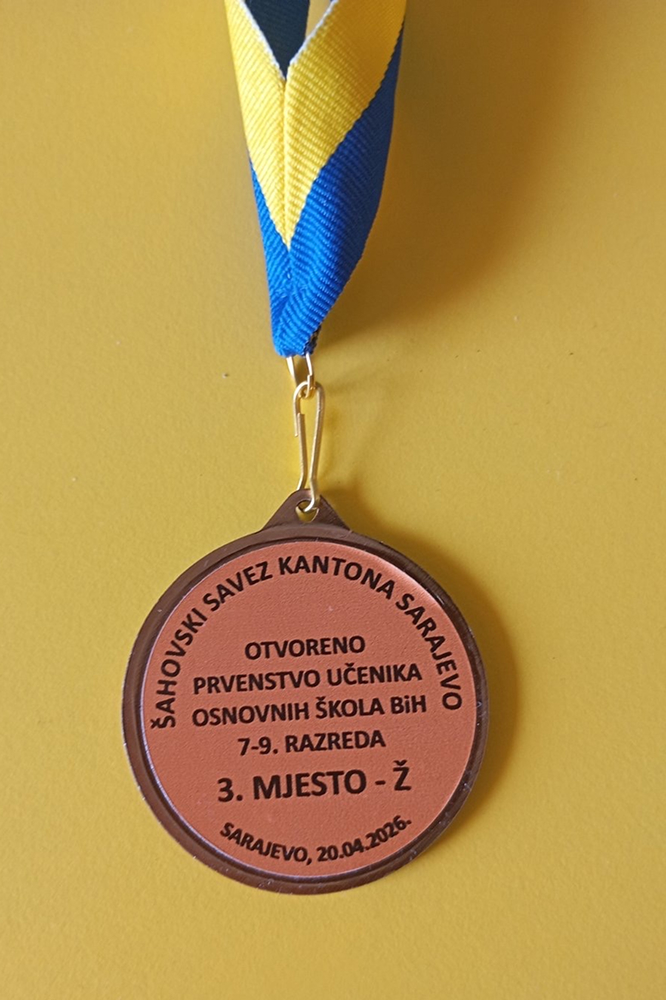 ŠAHOVSKI SAVEZ KANTONA SARAJEVO
OTVORENO
PRVENSTVO UČENIKA
OSNOVNIH ŠKOLA BiH
7-9. RAZREDA
3. MJESTO - Ž
SARAJEVO, 20.04.2026.